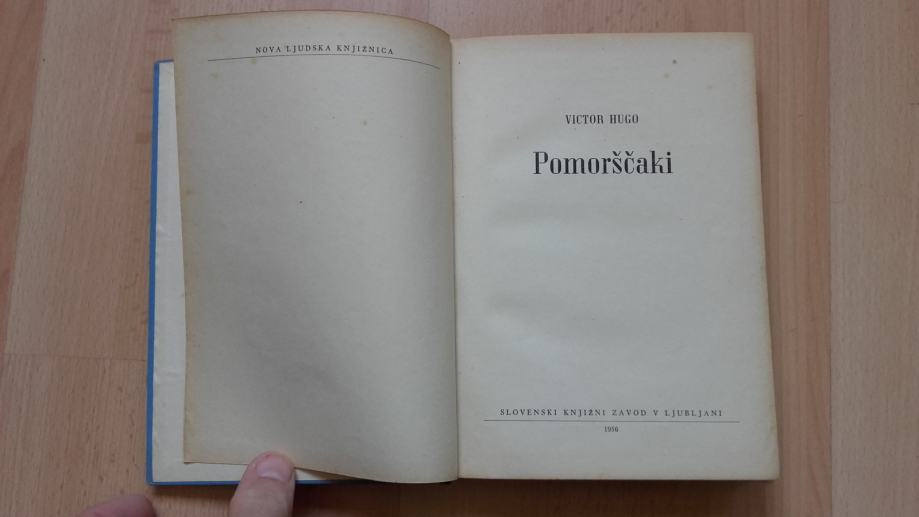 NOVA LJUDSKA KNJIŽNICA
VICTOR HUGO
Pomorščaki
SLOVENSKI KNJIŽNI ZAVOD V LJUBLJANI
1956